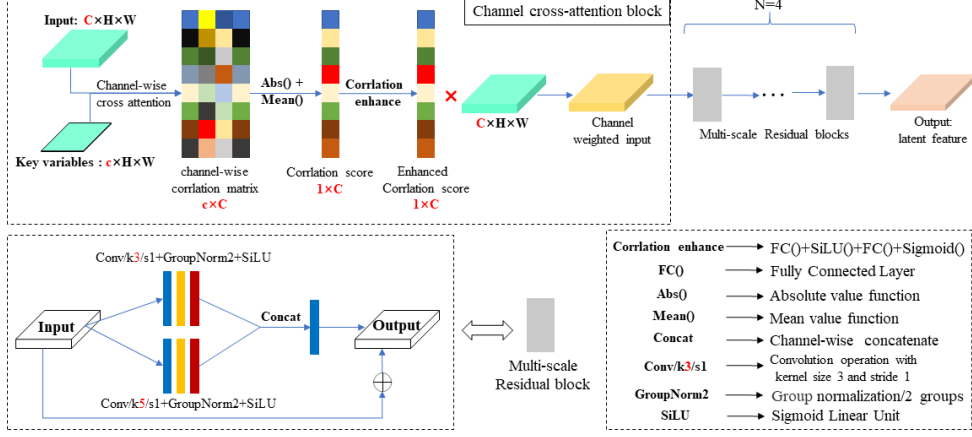 Input: C×H×W
Channel-wise
cross attention
Key variables : c×H×W
channel-wise
corrlation matrix
c×C
Abs() +
Mean()
Corrlation score
1×C
Corrlation
enhance
Enhanced
Corrlation score
1×C
×
C×H×W
Channel cross-attention block
Channel
weighted input
N=4
...
Multi-scale Residual blocks
Output:
latent feature
Conv/k3/s1+GroupNorm2+SiLU
Input
Concat
Output
Conv/k5/s1+GroupNorm2+SiLU
Multi-scale
Residual block
Corrlation enhance FC()+SiLU()+FC()+Sigmoid()
FC() Fully Connected Layer
Abs() Absolute value function
Mean() Mean value function
Concat Channel-wise concatenate
Conv/k3/s1 Convolution operation with
kernel size 3 and stride 1
GroupNorm2 Group normalization/2 groups
SiLU Sigmoid Linear Unit